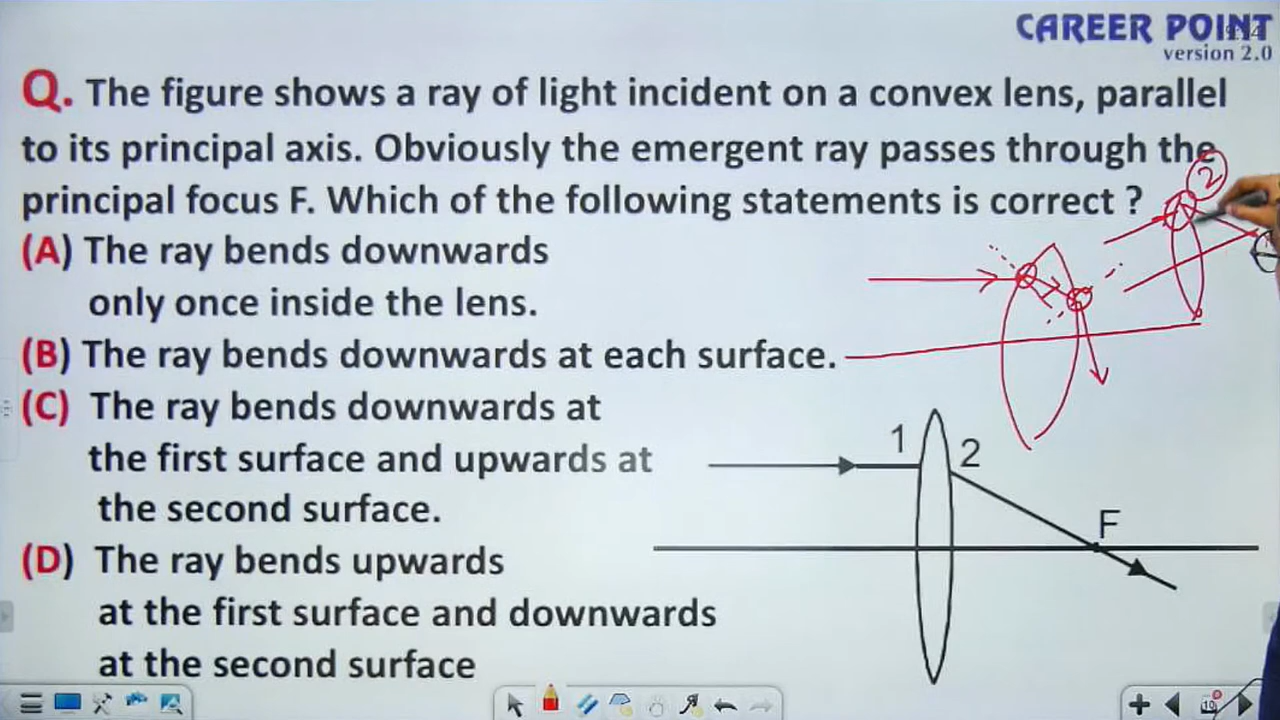 CAREER POINT
version 2.0
Q. The figure shows a ray of light incident on a convex lens, parallel
to its principal axis. Obviously the emergent ray passes through the
principal focus F. Which of the following statements is correct ?
2
(A) The ray bends downwards
only once inside the lens.
(B) The ray bends downwards at each surface.
(C) The ray bends downwards at
the first surface and upwards at
the second surface.
1
2
F
(D) The ray bends upwards
at the first surface and downwards
at the second surface